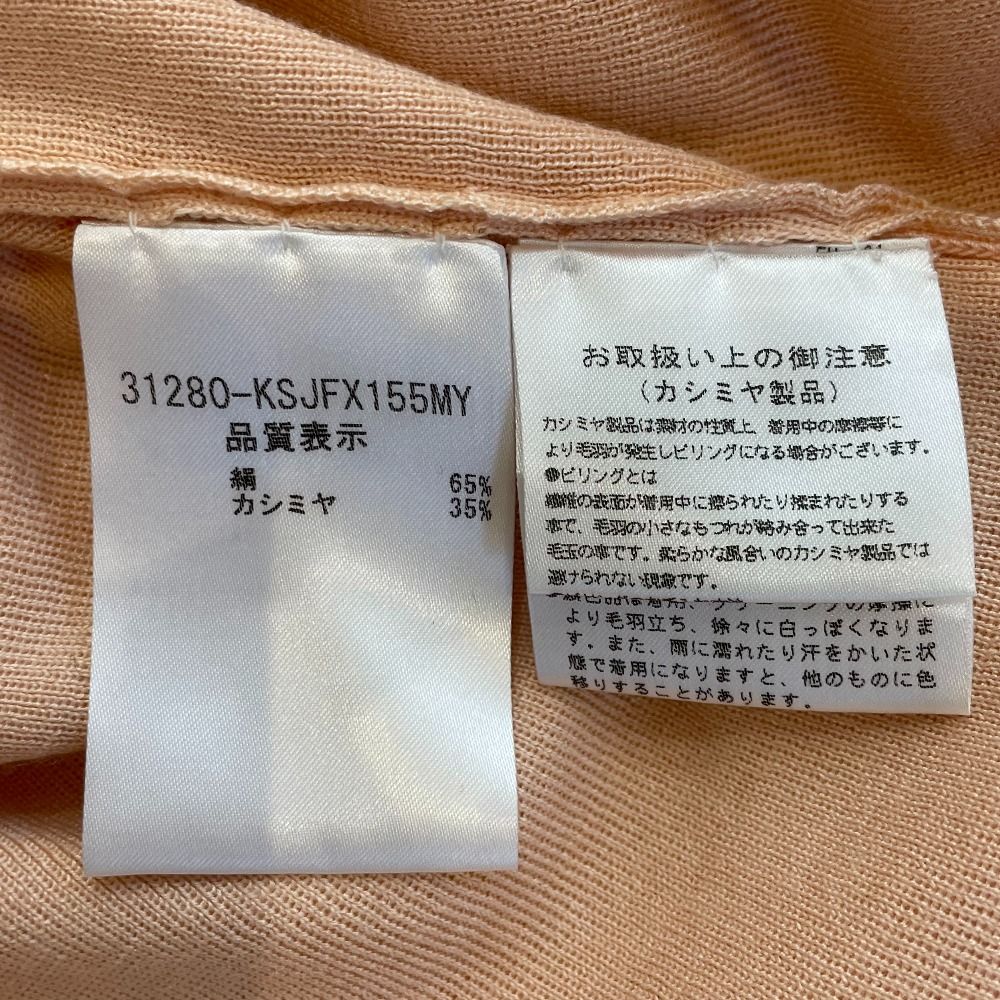 31280-KSJFX155MY
品質表示
絹 65%
カシミヤ 35%
お取扱い上の御注意
(カシミヤ製品)
カシミヤ製品は素材の性質上、着用中の摩擦等に
より毛羽が発生しピリングになる場合がございます。
●ピリングとは
繊維の表面が着用中に擦られたり揉まれたりする
事で、毛羽の小さなもつれが絡み合って出来た
毛玉の事です。柔らかな風合いのカシミヤ製品では
避けられない現象です。
より毛羽立ち、徐々に白っぽくなりま
す。また、雨に濡れたり汗をかいた状
態で着用になりますと、他のものに色
移りすることがあります。